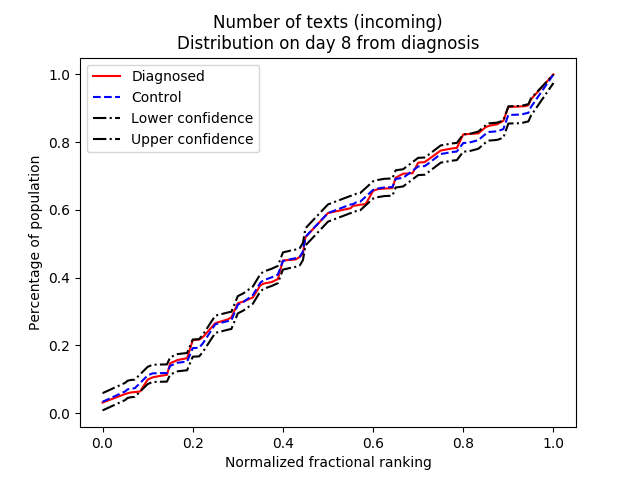 Number of texts (incoming)
Distribution on day 8 from diagnosis
Diagnosed
Control
Lower confidence
Upper confidence
Percentage of population
1.0
0.8
0.6
0.4
0.2
0.0
0.0 0.2 0.4 0.6 0.8 1.0
Normalized fractional ranking